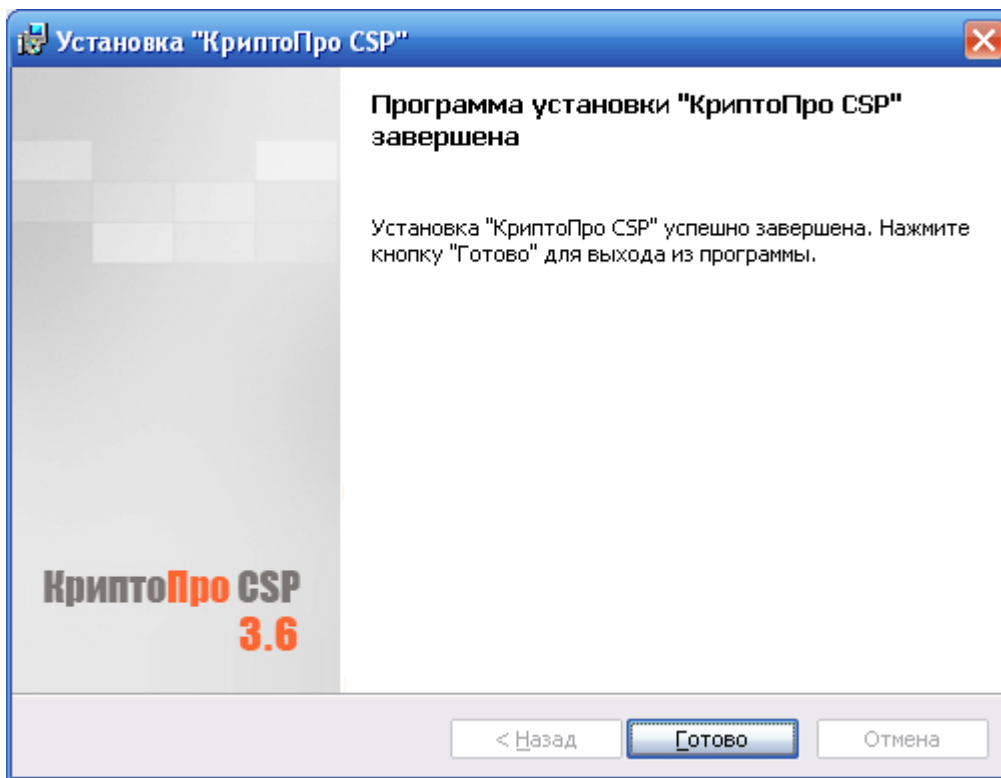 Установка "КриптоПро CSP"
Программа установки "КриптоПро CSP"
завершена
Установка "КриптоПро CSP" успешно завершена. Нажмите
кнопку "Готово" для выхода из программы.
КриптоПро CSP
3.6
< Назад
Готово
Отмена